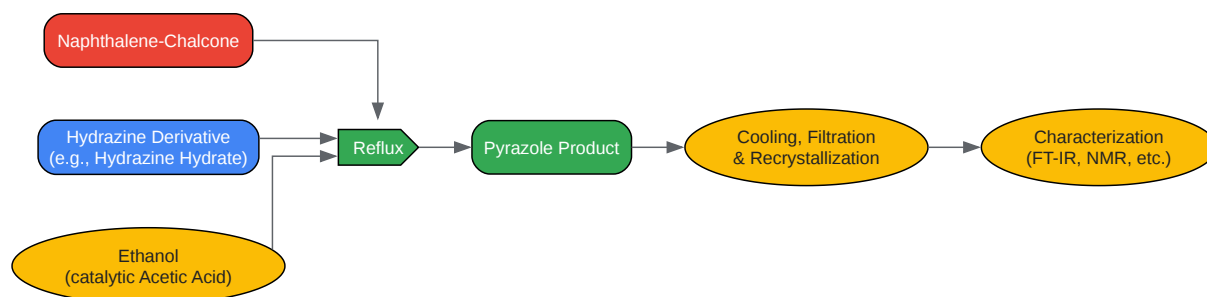 Naphthalene-Chalcone
Hydrazine Derivative
(e.g., Hydrazine Hydrate)
Ethanol
(catalytic Acetic Acid)
Reflux
Pyrazole Product
Cooling, Filtration
& Recrystallization
Characterization
(FT-IR, NMR, etc.)